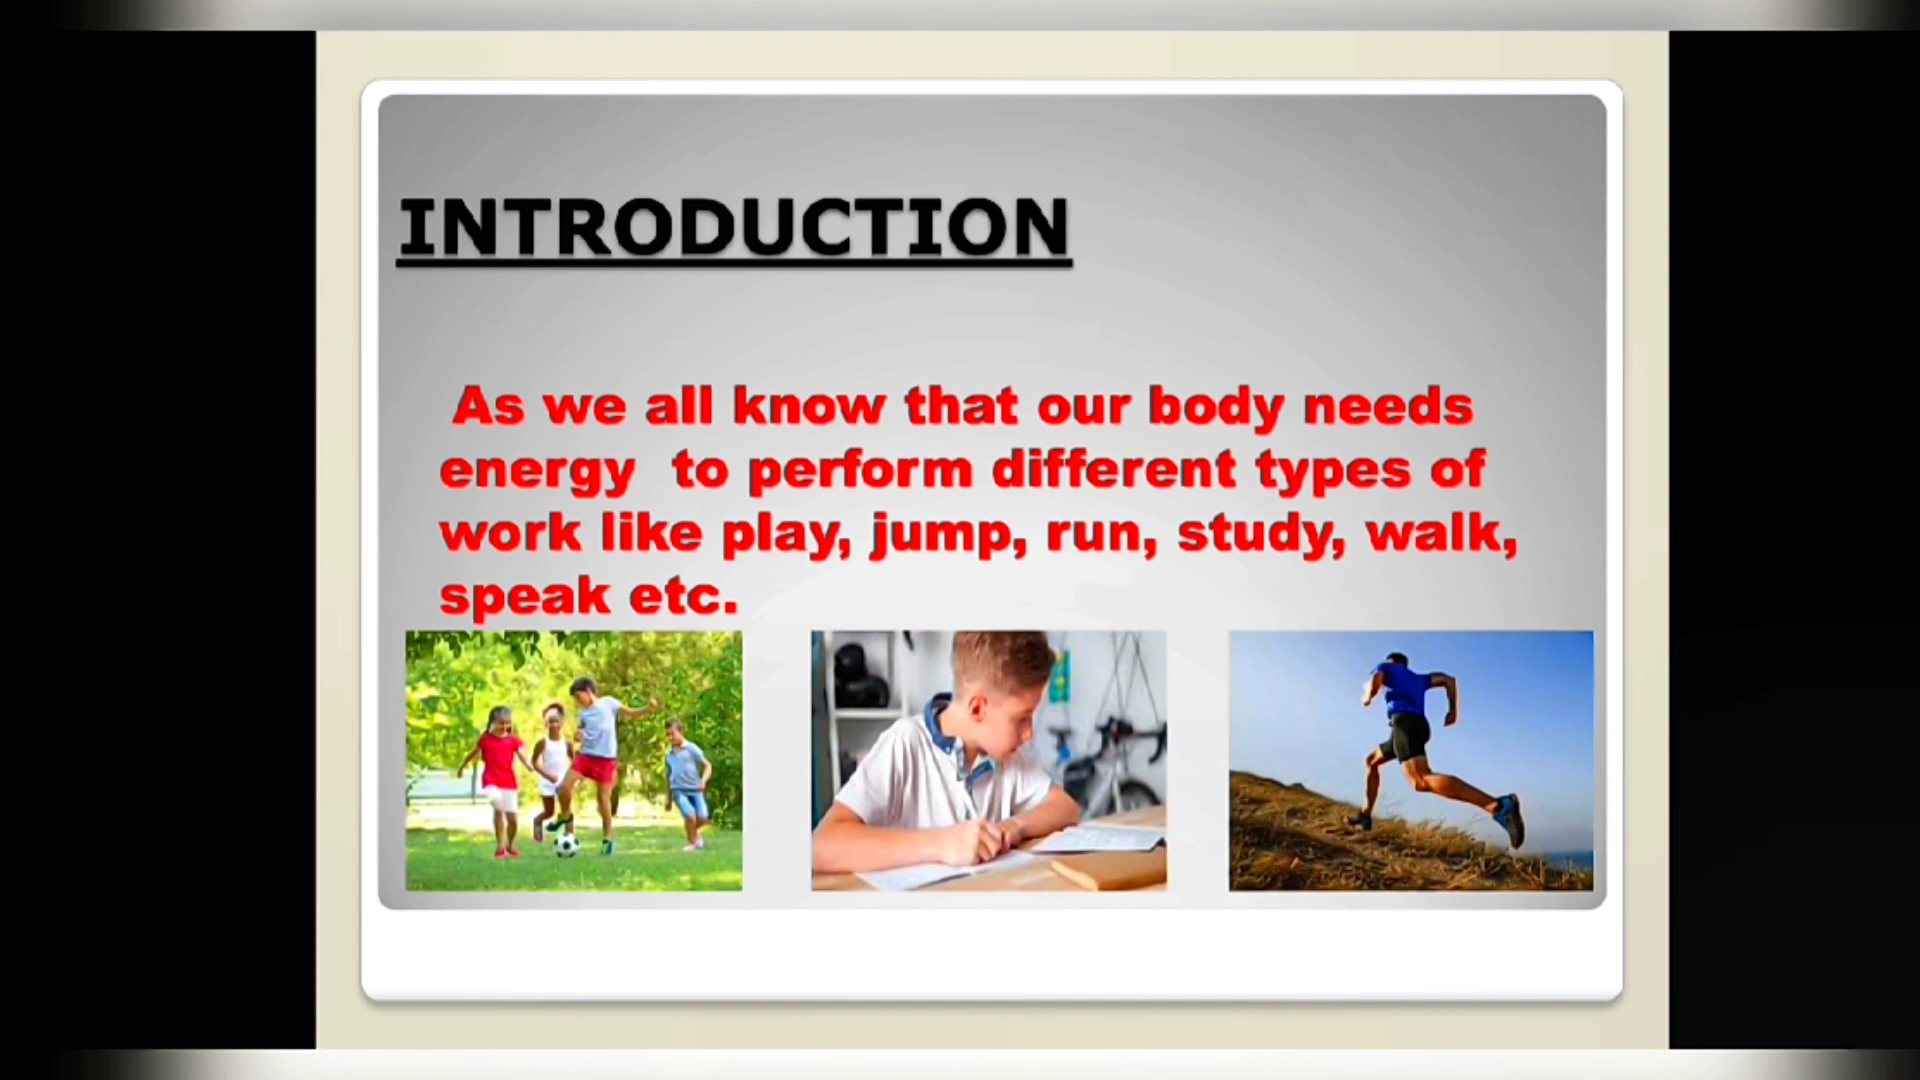 INTRODUCTION
As we all know that our body needs
energy to perform different types of
work like play, jump, run, study, walk,
speak etc.